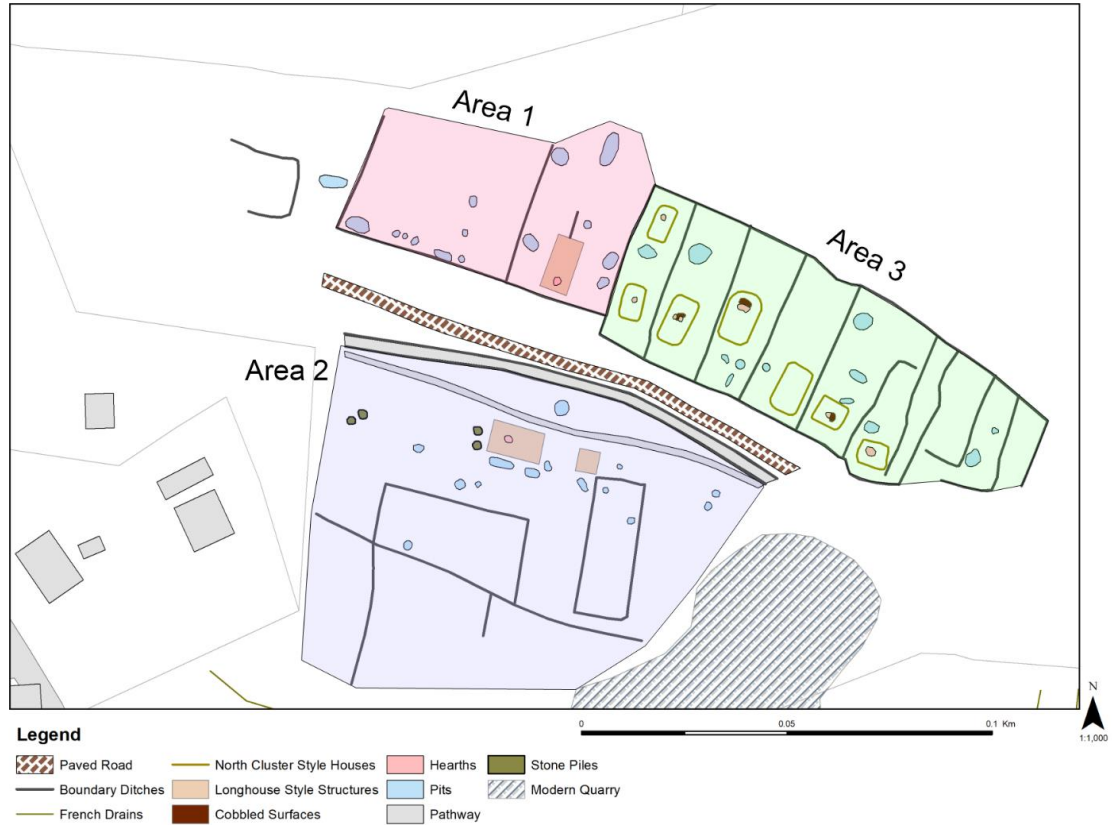 Area 1
Area 3
Area 2
N
0 0.05 0.1 Km
1:1,000
Legend
Paved Road
Boundary Ditches
French Drains
North Cluster Style Houses
Longhouse Style Structures
Cobbled Surfaces
Hearths
Pits
Pathway
Stone Piles
Modern Quarry